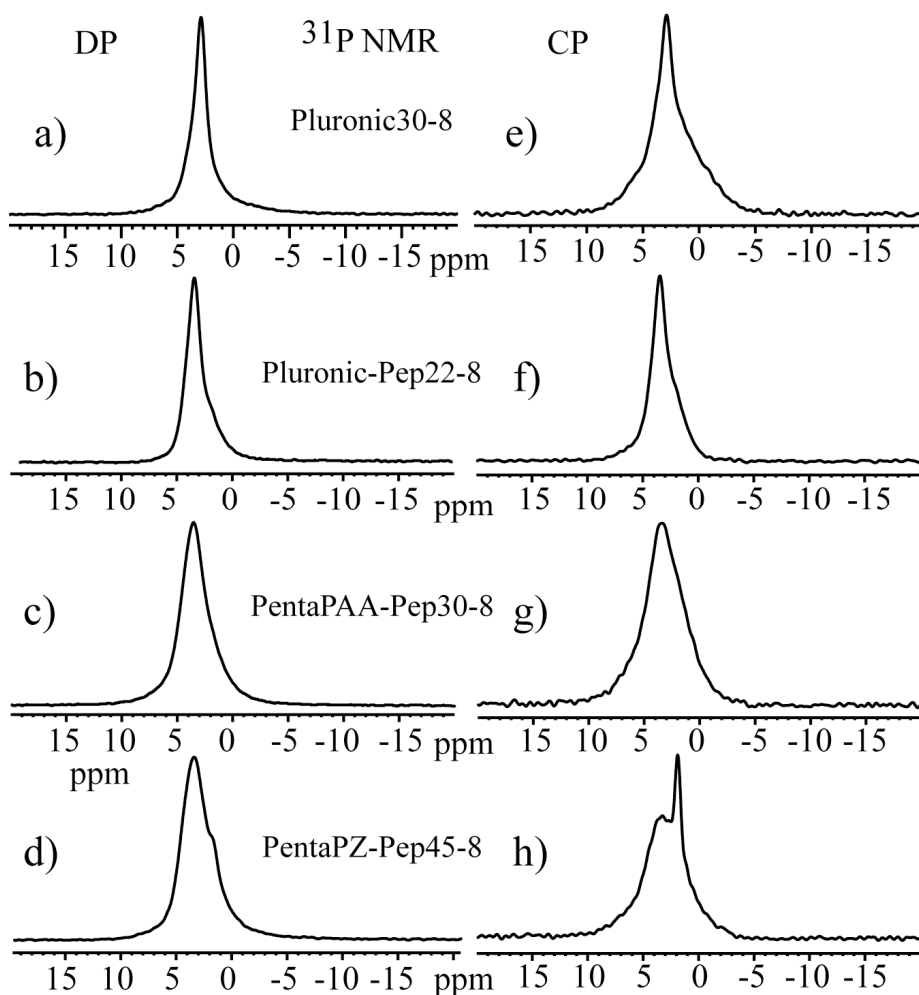 DP ³¹P NMR CP
a) Pluronic30-8 e)
15 10 5 0 -5 -10 -15 ppm 15 10 5 0 -5 -10 -15
b) Pluronic-Pep22-8 f)
15 10 5 0 -5 -10 -15 ppm 15 10 5 0 -5 -10 -15
c) PentaPAA-Pep30-8 g)
15 10 5 0 -5 -10 -15 ppm 15 10 5 0 -5 -10 -15
ppm
d) PentaPZ-Pep45-8 h)
15 10 5 0 -5 -10 -15 ppm 15 10 5 0 -5 -10 -15